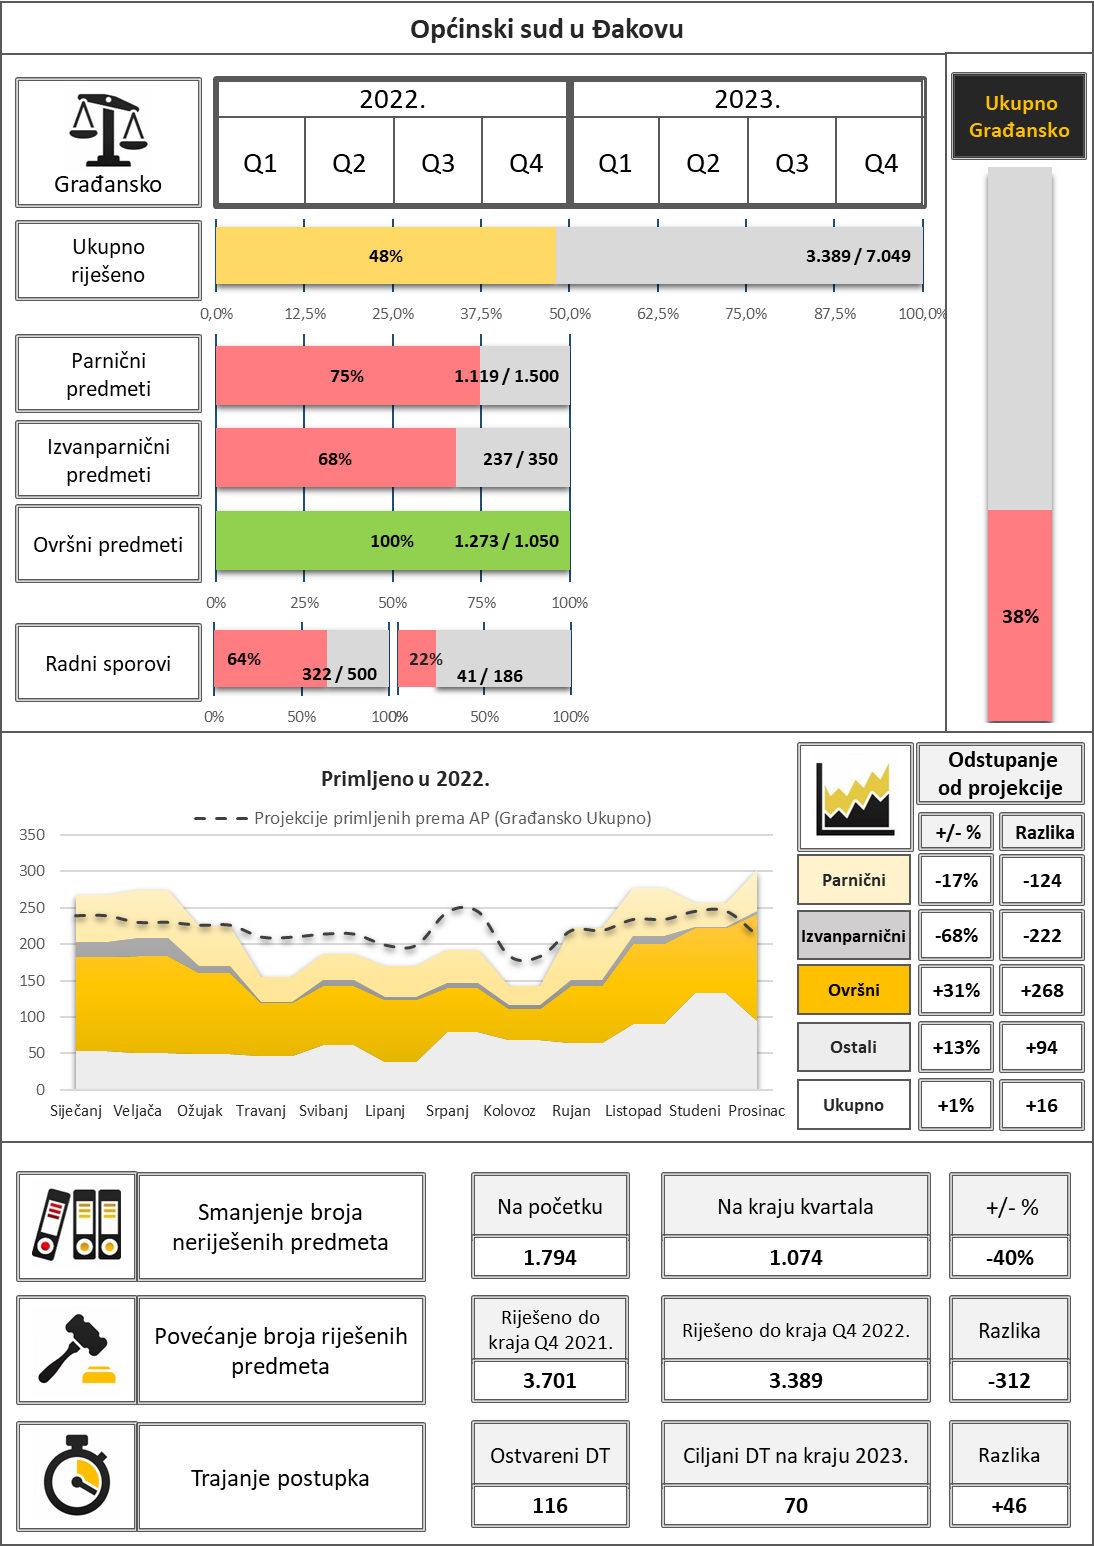 Općinski sud u Đakovu
Građansko
2022.
2023.
Q1 Q2 Q3 Q4 Q1 Q2 Q3 Q4
Ukupno
Građansko
Ukupno
riješeno
48%
3.389 / 7.049
0,0% 12,5% 25,0% 37,5% 50,0% 62,5% 75,0% 87,5% 100,0%
Parnični
predmeti
75%
1.119 / 1.500
Izvanparnični
predmeti
68%
237 / 350
Ovršni predmeti
100%
1.273 / 1.050
0% 25% 50% 75% 100%
38%
Radni sporovi
64%
322 / 500
22%
41 / 186
0% 50% 100%
0% 50% 100%
Primljeno u 2022.
Projekcije primljenih prema AP (Građansko Ukupno)
350
300
250
200
150
100
50
0
Siječanj Veljača Ožujak Travanj Svibanj Lipanj Srpanj Kolovoz Rujan Listopad Studeni Prosinac
Odstupanje
od projekcije
+/- % Razlika
Parnični -17% -124
Izvanparnični -68% -222
Ovršni +31% +268
Ostali +13% +94
Ukupno +1% +16
Smanjenje broja
neriješenih predmeta
Na početku Na kraju kvartala +/- %
1.794 1.074 -40%
Povećanje broja riješenih
predmeta
Riješeno do
kraja Q4 2021.
Riješeno do kraja Q4 2022.
Razlika
3.701 3.389 -312
Trajanje postupka
Ostvareni DT Ciljani DT na kraju 2023. Razlika
116 70 +46